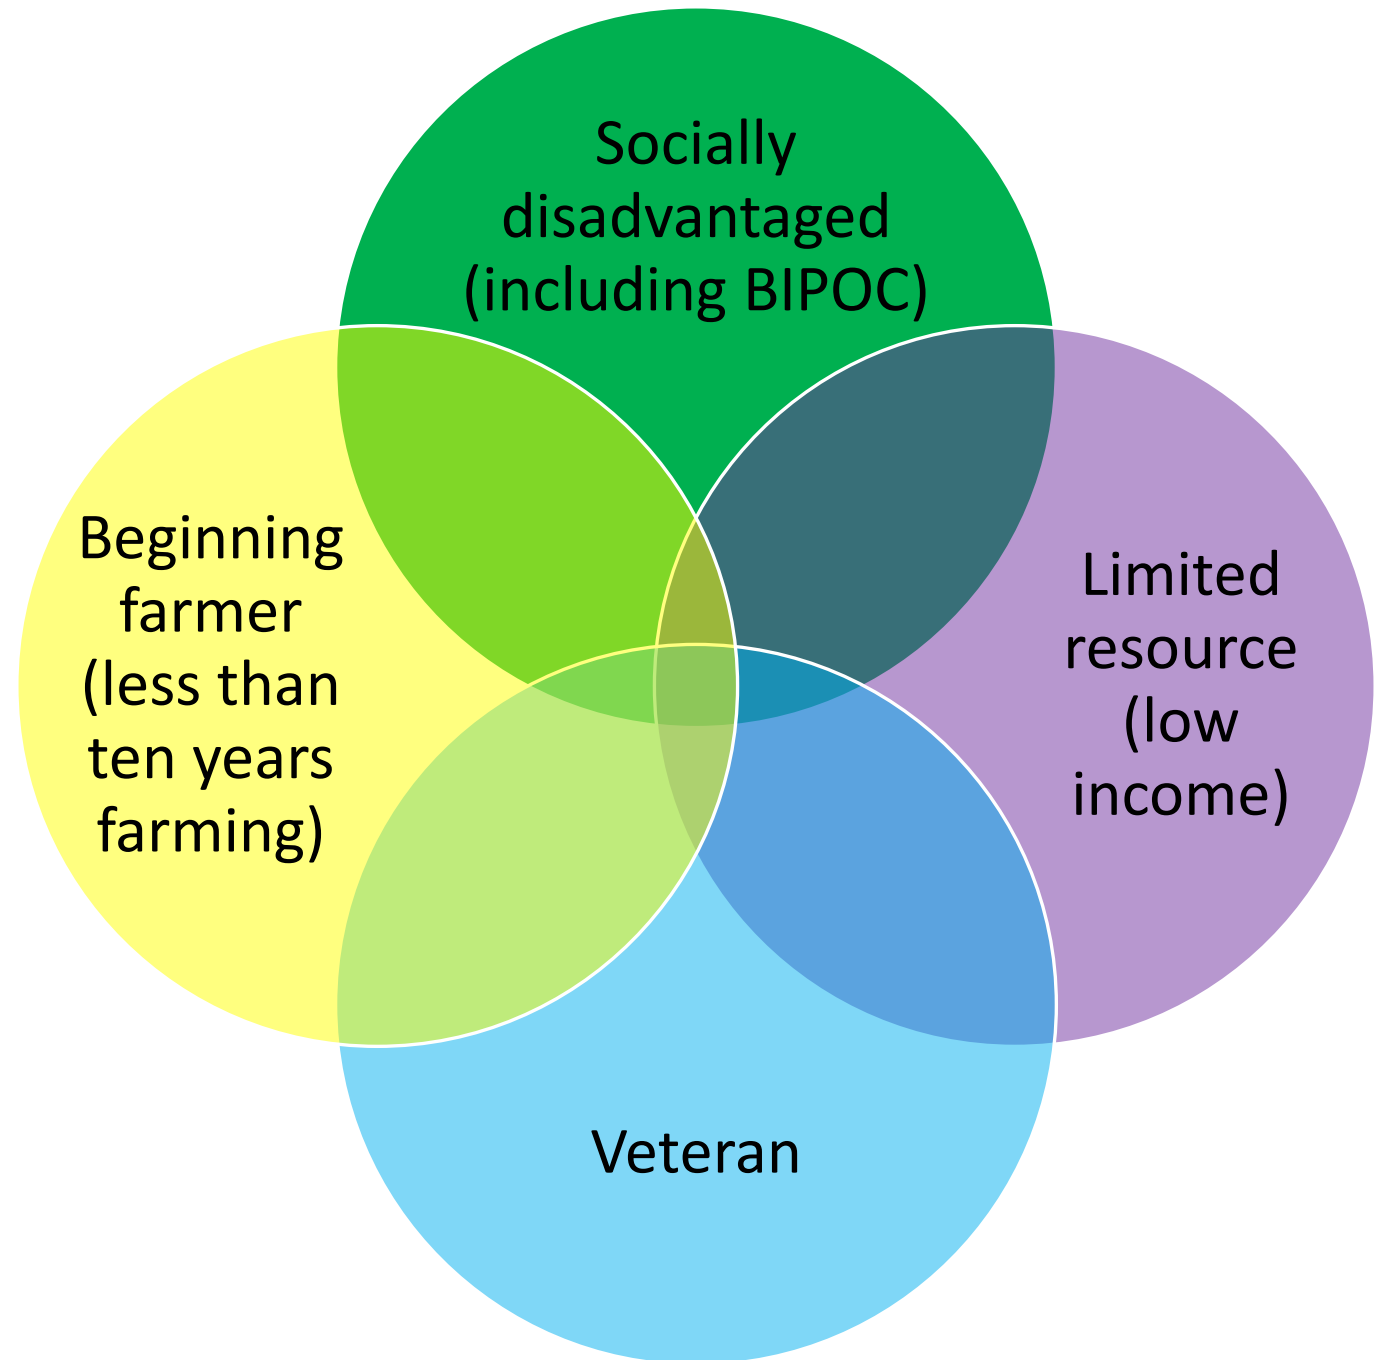 Socially
disadvantaged
(including BIPOC)
Beginning
farmer
(less than
ten years
farming)
Limited
resource
(low
income)
Veteran